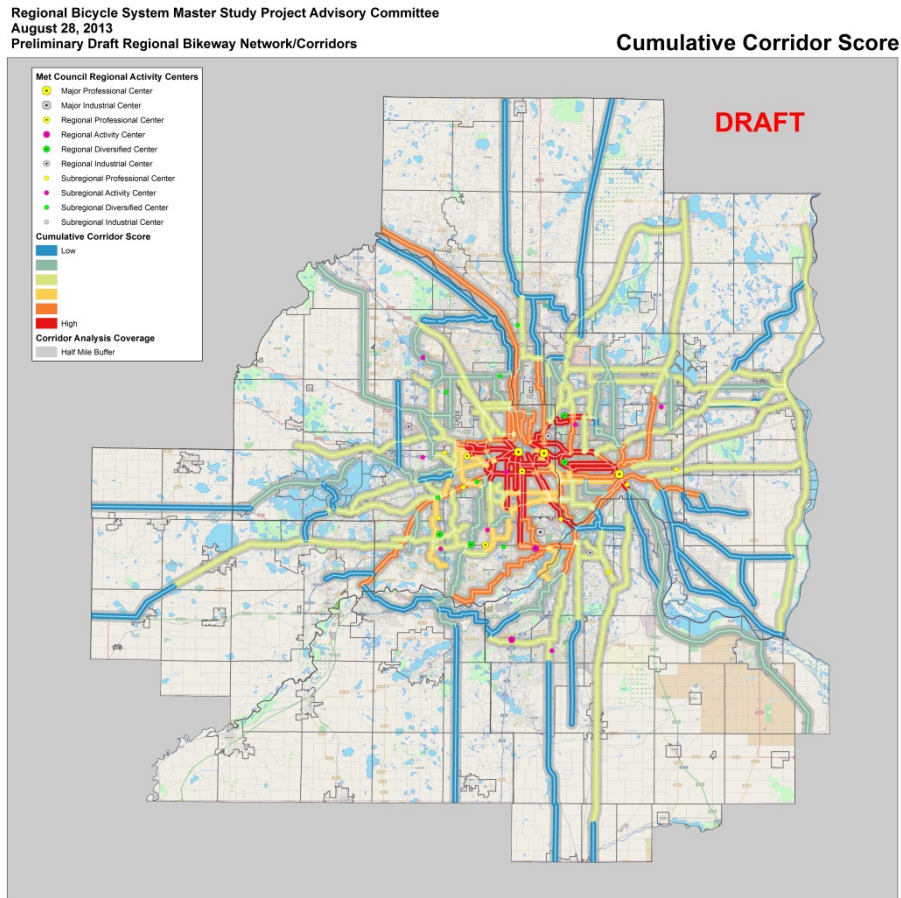 Regional Bicycle System Master Study Project Advisory Committee
August 28, 2013
Preliminary Draft Regional Bikeway Network/Corridors
Cumulative Corridor Score
DRAFT
Met Council Regional Activity Centers
Major Professional Center
Major Industrial Center
Regional Professional Center
Regional Activity Center
Regional Diversified Center
Regional Industrial Center
Subregional Professional Center
Subregional Activity Center
Subregional Diversified Center
Subregional Industrial Center
Cumulative Corridor Score
Low
High
Corridor Analysis Coverage
Half Mile Buffer